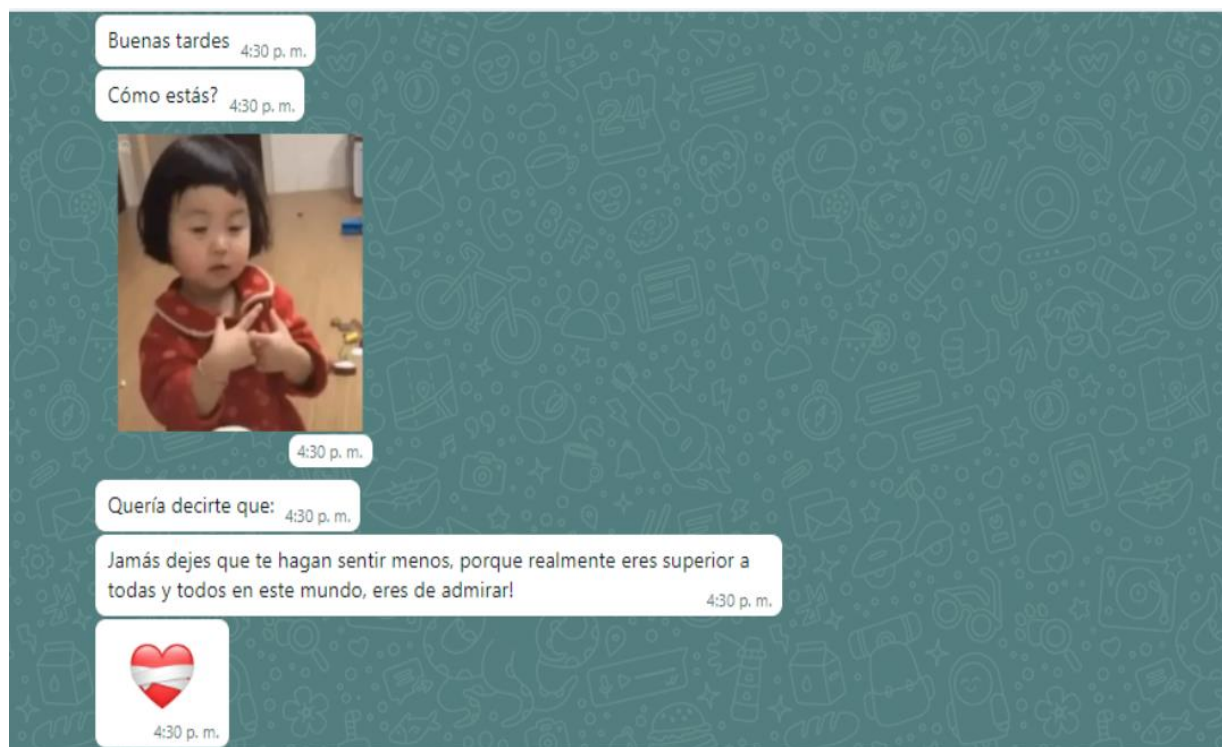 Buenas tardes 4:30 p. m.
Cómo estás? 4:30 p. m.
4:30 p. m.
Quería decirte que: 4:30 p. m.
Jamás dejes que te hagan sentir menos, porque realmente eres superior a
todas y todos en este mundo, eres de admirar! 4:30 p. m.
4:30 p. m.